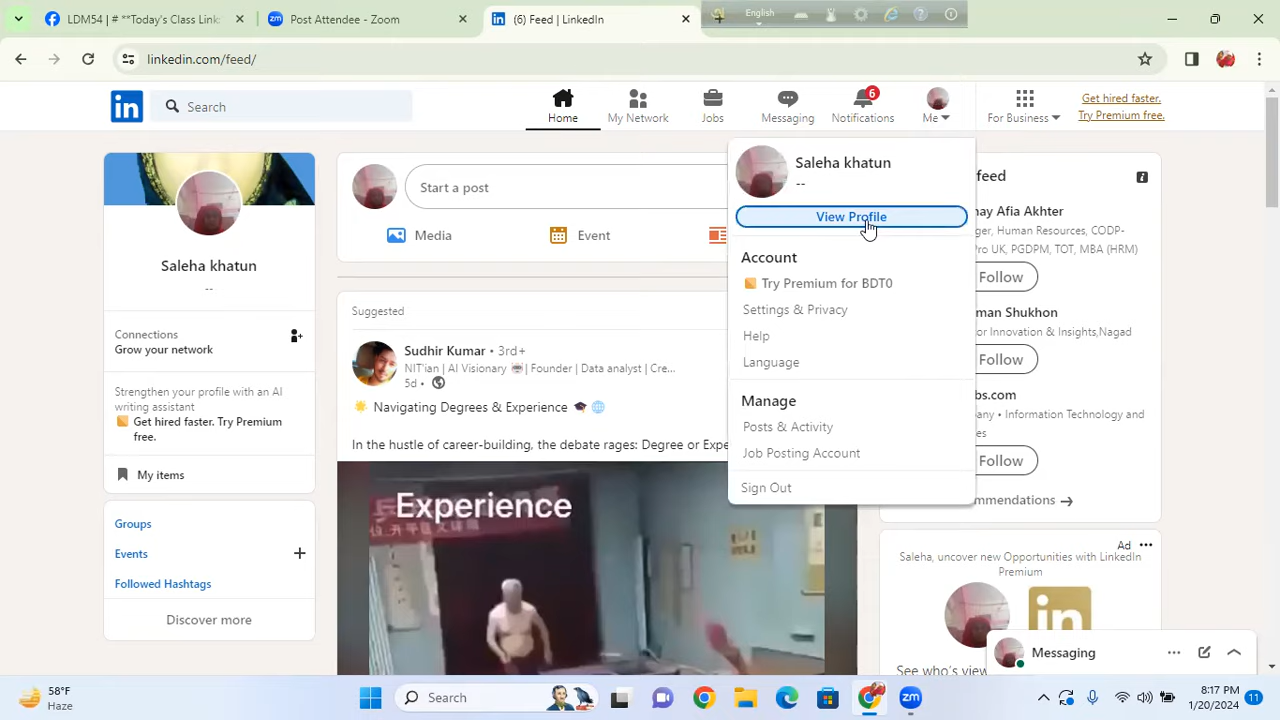 LDM54 | # **Today's Class Link
Post Attendee - Zoom
(6) Feed | LinkedIn
English
linkedin.com/feed/
Search
Home
My Network
Jobs
Messaging
6
Notifications
Me
For Business
Get hired faster.
Try Premium free.
Saleha khatun
--
Connections
Grow your network
Strengthen your profile with an AI
writing assistant
Get hired faster. Try Premium
free.
My items
Groups
Events
Followed Hashtags
Discover more
Start a post
Media
Event
Suggested
Sudhir Kumar • 3rd+
NIT'ian | AI Visionary | Founder | Data analyst | Cre...
5d •
Navigating Degrees & Experience
In the hustle of career-building, the debate rages: Degree or Expe
Experience
Saleha khatun
--
View Profile
Account
Try Premium for BDT0
Settings & Privacy
Help
Language
Manage
Posts & Activity
Job Posting Account
Sign Out
feed
nay Afia Akhter
ger, Human Resources, CODP-
Pro UK, PGDPM, TOT, MBA (HRM)
Follow
man Shukhon
or Innovation & Insights,Nagad
Follow
bs.com
any • Information Technology and
es
Follow
mmendations
Ad
Saleha, uncover new Opportunities with LinkedIn
Premium
in
See who's view
Messaging
58°F
Haze
Search
zm
8:17 PM
1/20/2024
11